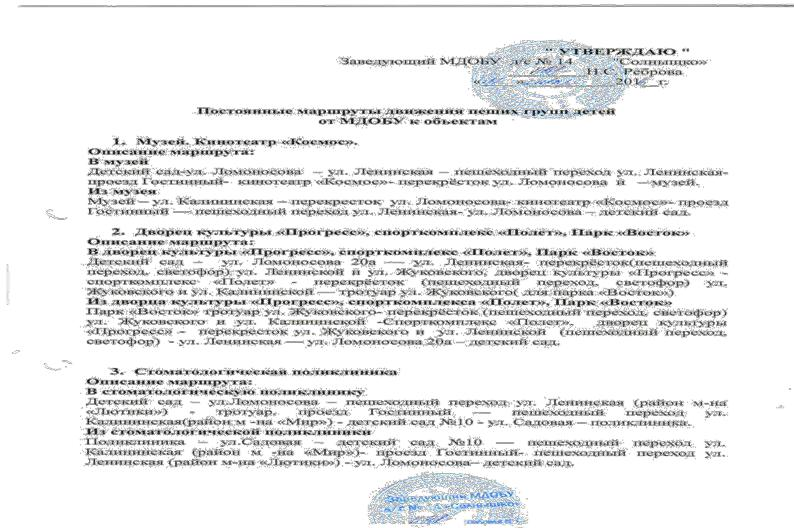 " УТВЕРЖДАЮ "
Заведующий МДОБУ д/с № 14 "Солнышко»
Н.С. Реброва
201 г.
Постоянные маршруты движения пеших групп детей
от МДОБУ к объектам
1. Музей. Кинотеатр «Космос».
Описание маршрута:
В музей
Детский сад-ул. Ломоносова – ул. Ленинская – пешеходный переход ул. Ленинская-
проезд Гостинный- кинотеатр «Космос»- перекрёсток ул. Ломоносова и –музей.
Из музея
Музей – ул. Калининская – перекресток ул. Ломоносова- кинотеатр «Космос»- проезд
Гостинный — пешеходный переход ул. Ленинская- ул. Ломоносова – детский сад.
2. Дворец культуры «Прогресс», спорткомплекс «Полет», Парк «Восток»
Описание маршрута:
В дворец культуры «Прогресс», спорткомплекс «Полет», Парк «Восток»
Детский сад – ул. Ломоносова 20а — ул. Ленинская- перекресток(пешеходный
переход, светофор) ул. Ленинской и ул. Жуковского, дворец культуры «Прогресс» -
спорткомплекс «Полет» - перекрёсток (пешеходный переход, светофор) ул.
Жуковского и ул. Калининской — тротуар ул. Жуковского( для парка «Восток»)
Из дворца культуры «Прогресс», спорткомплекса «Полет», Парк «Восток»
Парк «Восток» тротуар ул. Жуковского- перекрёсток (пешеходный переход, светофор)
ул. Жуковского и ул. Калининской -Спорткомплекс «Полет», дворец культуры
«Прогресс» - перекресток ул. Жуковского и ул. Ленинской (пешеходный переход,
светофор) - ул. Ленинская — ул. Ломоносова 20а – детский сад.
3. Стоматологическая поликлиника
Описание маршрута:
В стоматологическую поликлинику
Детский сад – ул.Ломоносова – пешеходный переход ул. Ленинская (район м-на
«Лютики») - тротуар, проезд Гостинный — пешеходный переход ул.
Калининская(район м -на «Мир») - детский сад №10 - ул. Садовая – поликлиника.
Из стоматологической поликлиники
Поликлиника – ул.Садовая – детский сад №10 — пешеходный переход ул.
Калининская (район м -на «Мир»)- проезд Гостинный- пешеходный переход ул.
Ленинская (район м-на «Лютики») - ул. Ломоносова– детский сад.
Заведующий МДОБУ
д/с № 14 «Солнышко»